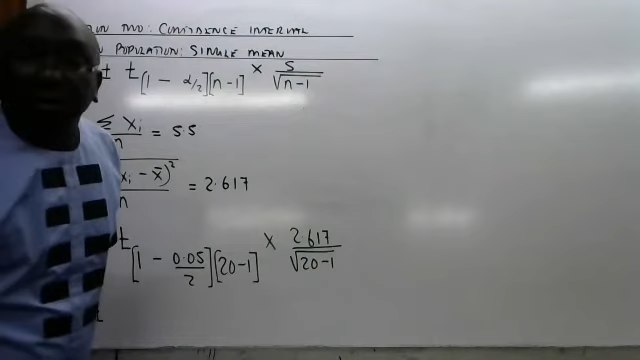 TWO: CONFIDENCE INTERVAL
POPULATION: SINGLE MEAN
± t[1 - α/2][n-1] × S/√n-1
Σ xi/n = 5.5
xi - x̄)²/n = 2.617
t[1 - 0.05/2][20-1] × 2.617/√20-1